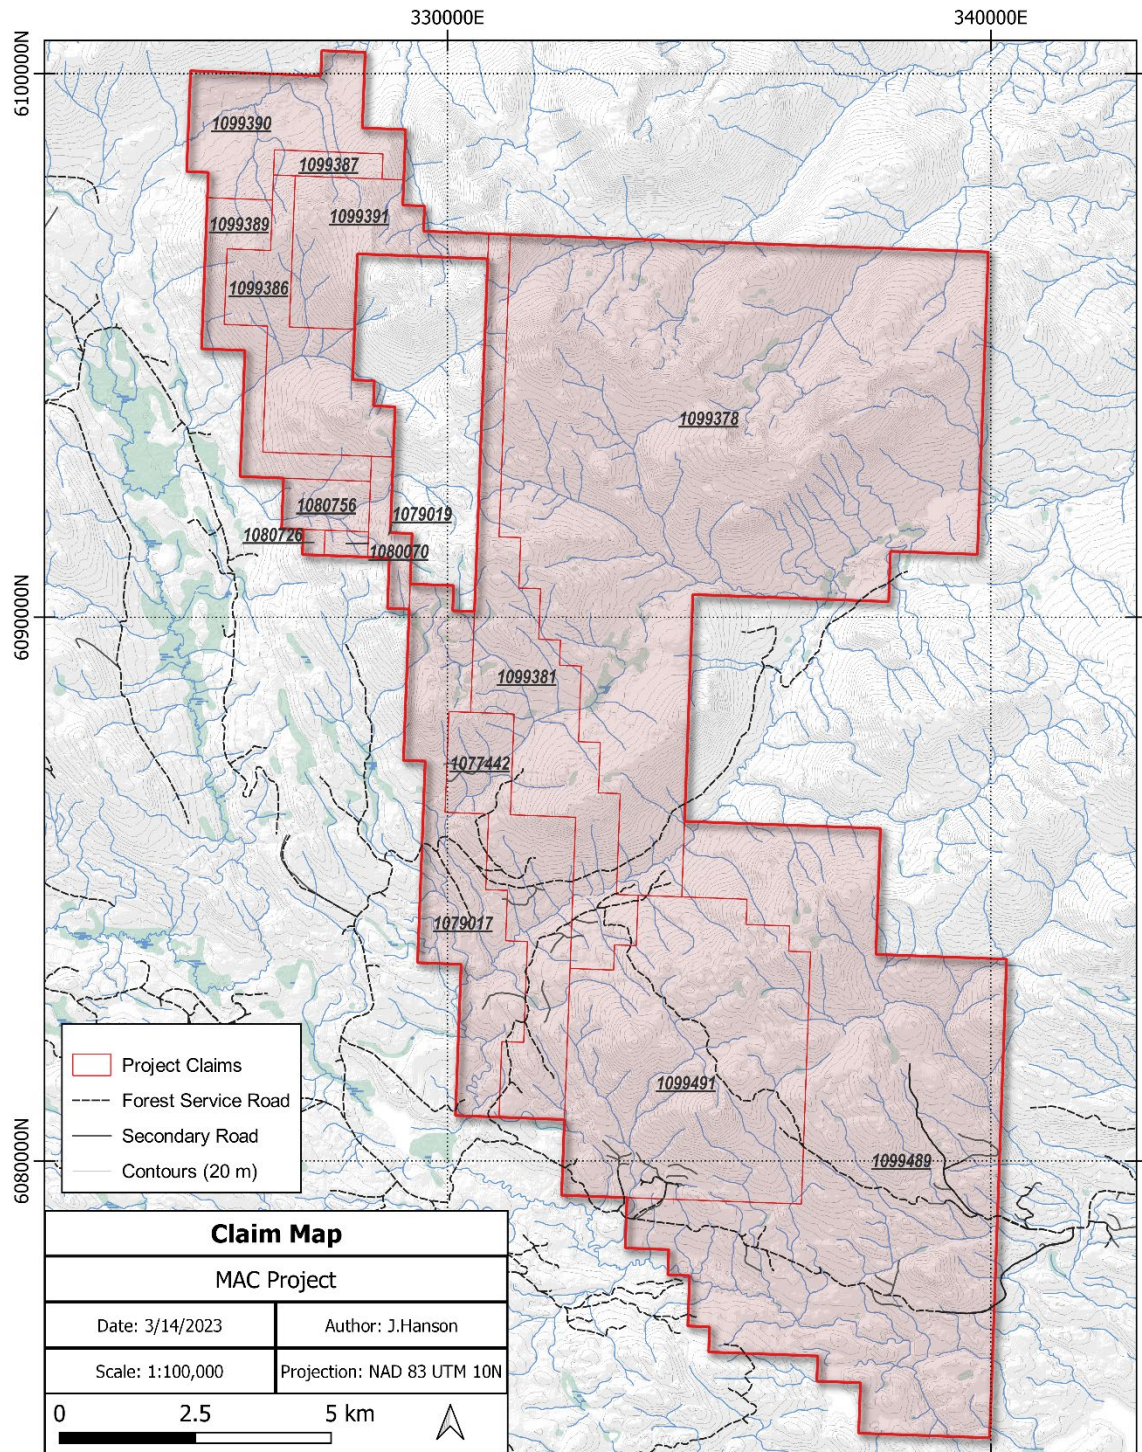 330000E
340000E
6100000N
1099390
1099387
1099391
1099389
1099386
1099378
1080756
1079019
1080726
1080070
6090000N
1099381
1077442
1079017
Project Claims
Forest Service Road
Secondary Road
Contours (20 m)
1099491
1099489
6080000N
Claim Map
MAC Project
Date: 3/14/2023
Author: J.Hanson
Scale: 1:100,000
Projection: NAD 83 UTM 10N
0 2.5 5 km